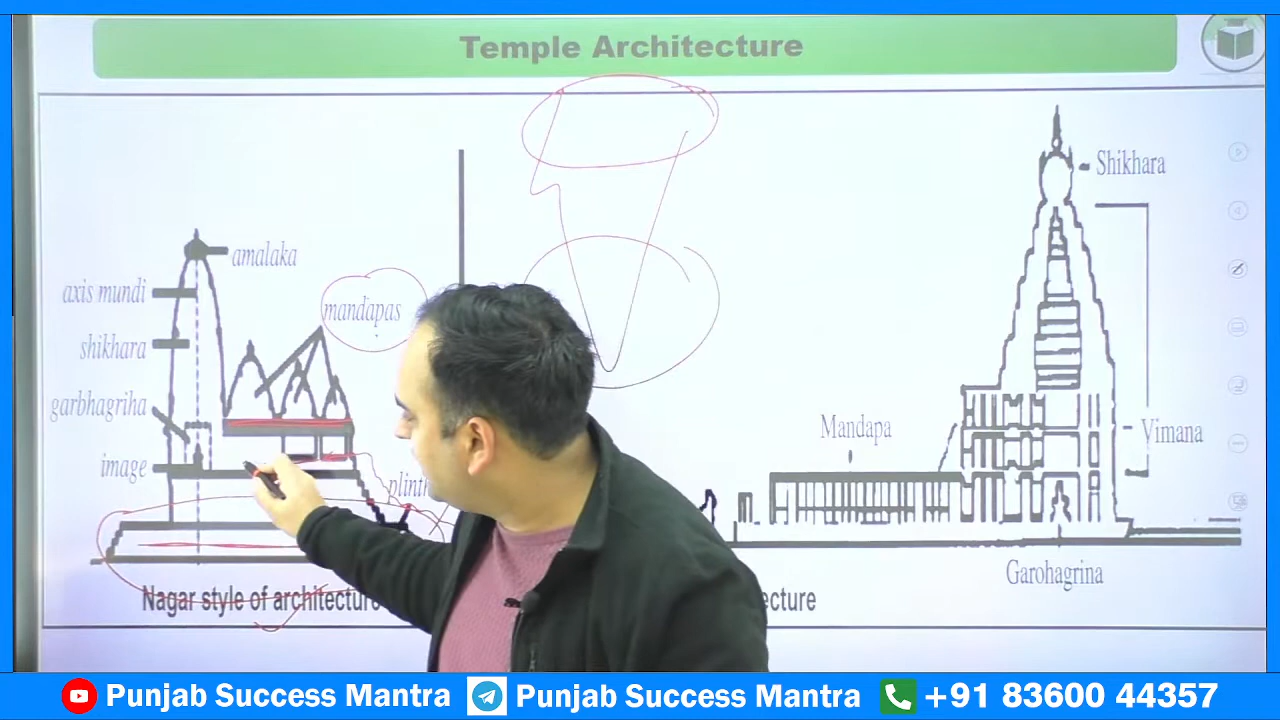 Temple Architecture
Shikhara
amalaka
axis mundi
mandapas
shikhara
garbhagriha
Mandapa
Vimana
image
plinth
Garohagrina
Nagar style of architecture
ecture
Punjab Success Mantra
Punjab Success Mantra
+91 83600 44357